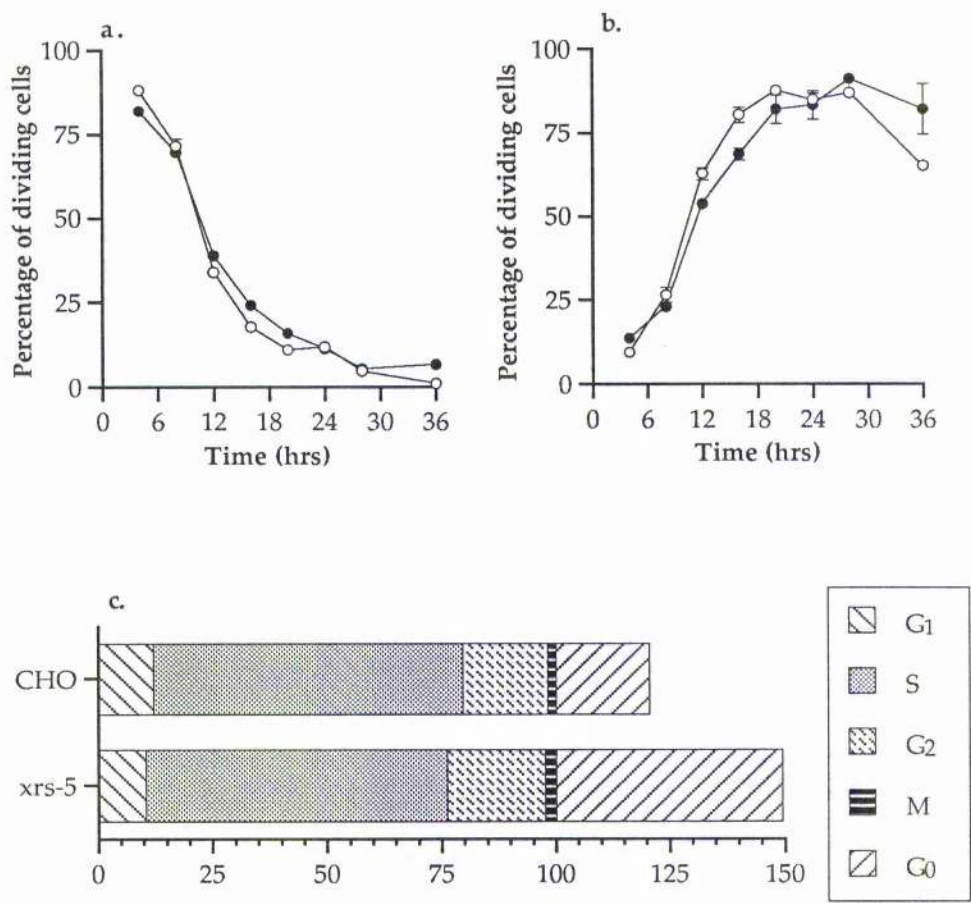 a.
100
75
50
25
0
Percentage of dividing cells
0 6 12 18 24 30 36
Time (hrs)
b.
100
75
50
25
0
Percentage of dividing cells
0 6 12 18 24 30 36
Time (hrs)
c.
CHO
xrs-5
0 25 50 75 100 125 150
G1
S
G2
M
G0